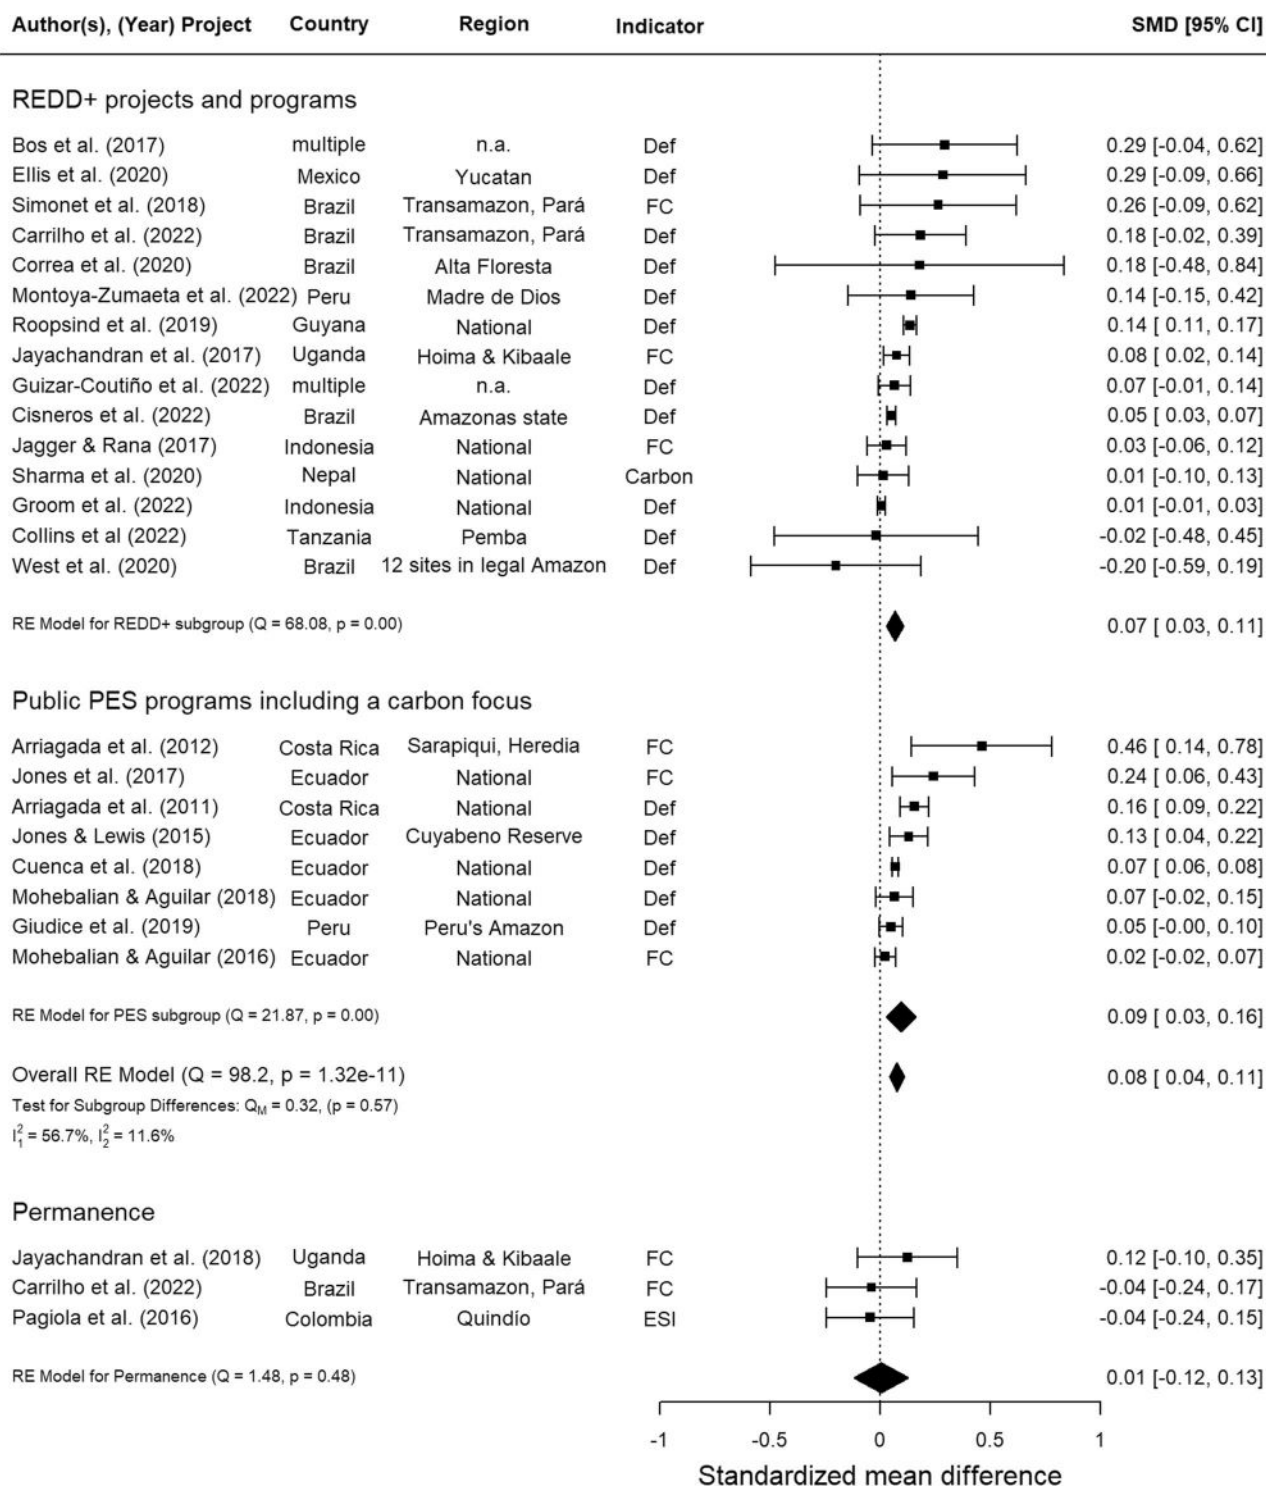 Author(s), (Year) Project Country Region Indicator SMD [95% CI]
REDD+ projects and programs
Bos et al. (2017) multiple n.a. Def 0.29 [-0.04, 0.62]
Ellis et al. (2020) Mexico Yucatan Def 0.29 [-0.09, 0.66]
Simonet et al. (2018) Brazil Transamazon, Pará FC 0.26 [-0.09, 0.62]
Carrilho et al. (2022) Brazil Transamazon, Pará Def 0.18 [-0.02, 0.39]
Correa et al. (2020) Brazil Alta Floresta Def 0.18 [-0.48, 0.84]
Montoya-Zumaeta et al. (2022) Peru Madre de Dios Def 0.14 [-0.15, 0.42]
Roopsind et al. (2019) Guyana National Def 0.14 [ 0.11, 0.17]
Jayachandran et al. (2017) Uganda Hoima & Kibaale FC 0.08 [ 0.02, 0.14]
Guizar-Coutiño et al. (2022) multiple n.a. Def 0.07 [-0.01, 0.14]
Cisneros et al. (2022) Brazil Amazonas state Def 0.05 [ 0.03, 0.07]
Jagger & Rana (2017) Indonesia National FC 0.03 [-0.06, 0.12]
Sharma et al. (2020) Nepal National Carbon 0.01 [-0.10, 0.13]
Groom et al. (2022) Indonesia National Def 0.01 [-0.01, 0.03]
Collins et al (2022) Tanzania Pemba Def -0.02 [-0.48, 0.45]
West et al. (2020) Brazil 12 sites in legal Amazon Def -0.20 [-0.59, 0.19]
RE Model for REDD+ subgroup (Q = 68.08, p = 0.00) 0.07 [ 0.03, 0.11]
Public PES programs including a carbon focus
Arriagada et al. (2012) Costa Rica Sarapiqui, Heredia FC 0.46 [ 0.14, 0.78]
Jones et al. (2017) Ecuador National FC 0.24 [ 0.06, 0.43]
Arriagada et al. (2011) Costa Rica National Def 0.16 [ 0.09, 0.22]
Jones & Lewis (2015) Ecuador Cuyabeno Reserve Def 0.13 [ 0.04, 0.22]
Cuenca et al. (2018) Ecuador National Def 0.07 [ 0.06, 0.08]
Mohebalian & Aguilar (2018) Ecuador National Def 0.07 [-0.02, 0.15]
Giudice et al. (2019) Peru Peru's Amazon Def 0.05 [-0.00, 0.10]
Mohebalian & Aguilar (2016) Ecuador National FC 0.02 [-0.02, 0.07]
RE Model for PES subgroup (Q = 21.87, p = 0.00) 0.09 [ 0.03, 0.16]
Overall RE Model (Q = 98.2, p = 1.32e-11) 0.08 [ 0.04, 0.11]
Test for Subgroup Differences: Q_M = 0.32, (p = 0.57)
I²₁ = 56.7%, I²₂ = 11.6%
Permanence
Jayachandran et al. (2018) Uganda Hoima & Kibaale FC 0.12 [-0.10, 0.35]
Carrilho et al. (2022) Brazil Transamazon, Pará FC -0.04 [-0.24, 0.17]
Pagiola et al. (2016) Colombia Quindío ESI -0.04 [-0.24, 0.15]
RE Model for Permanence (Q = 1.48, p = 0.48) 0.01 [-0.12, 0.13]
-1 -0.5 0 0.5 1
Standardized mean difference